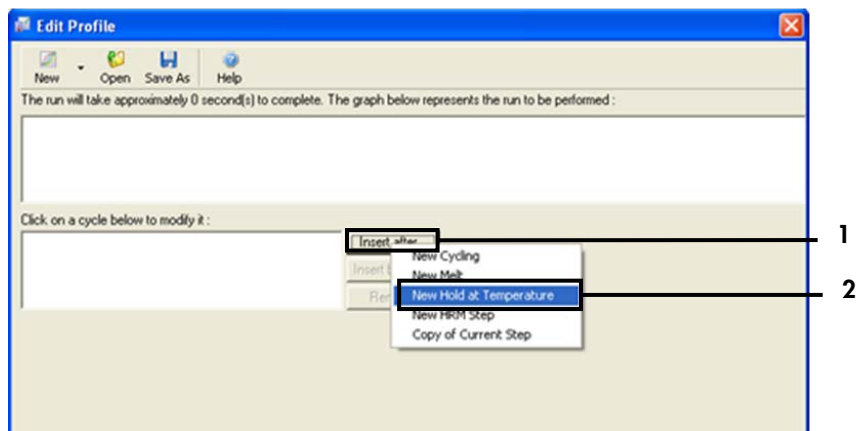 Edit Profile
New Open Save As Help
The run will take approximately 0 second(s) to complete. The graph below represents the run to be performed :
Click on a cycle below to modify it :
Insert after
1
New Cycling
Insert
New Melt
New Hold at Temperature
2
New HRM Step
Copy of Current Step